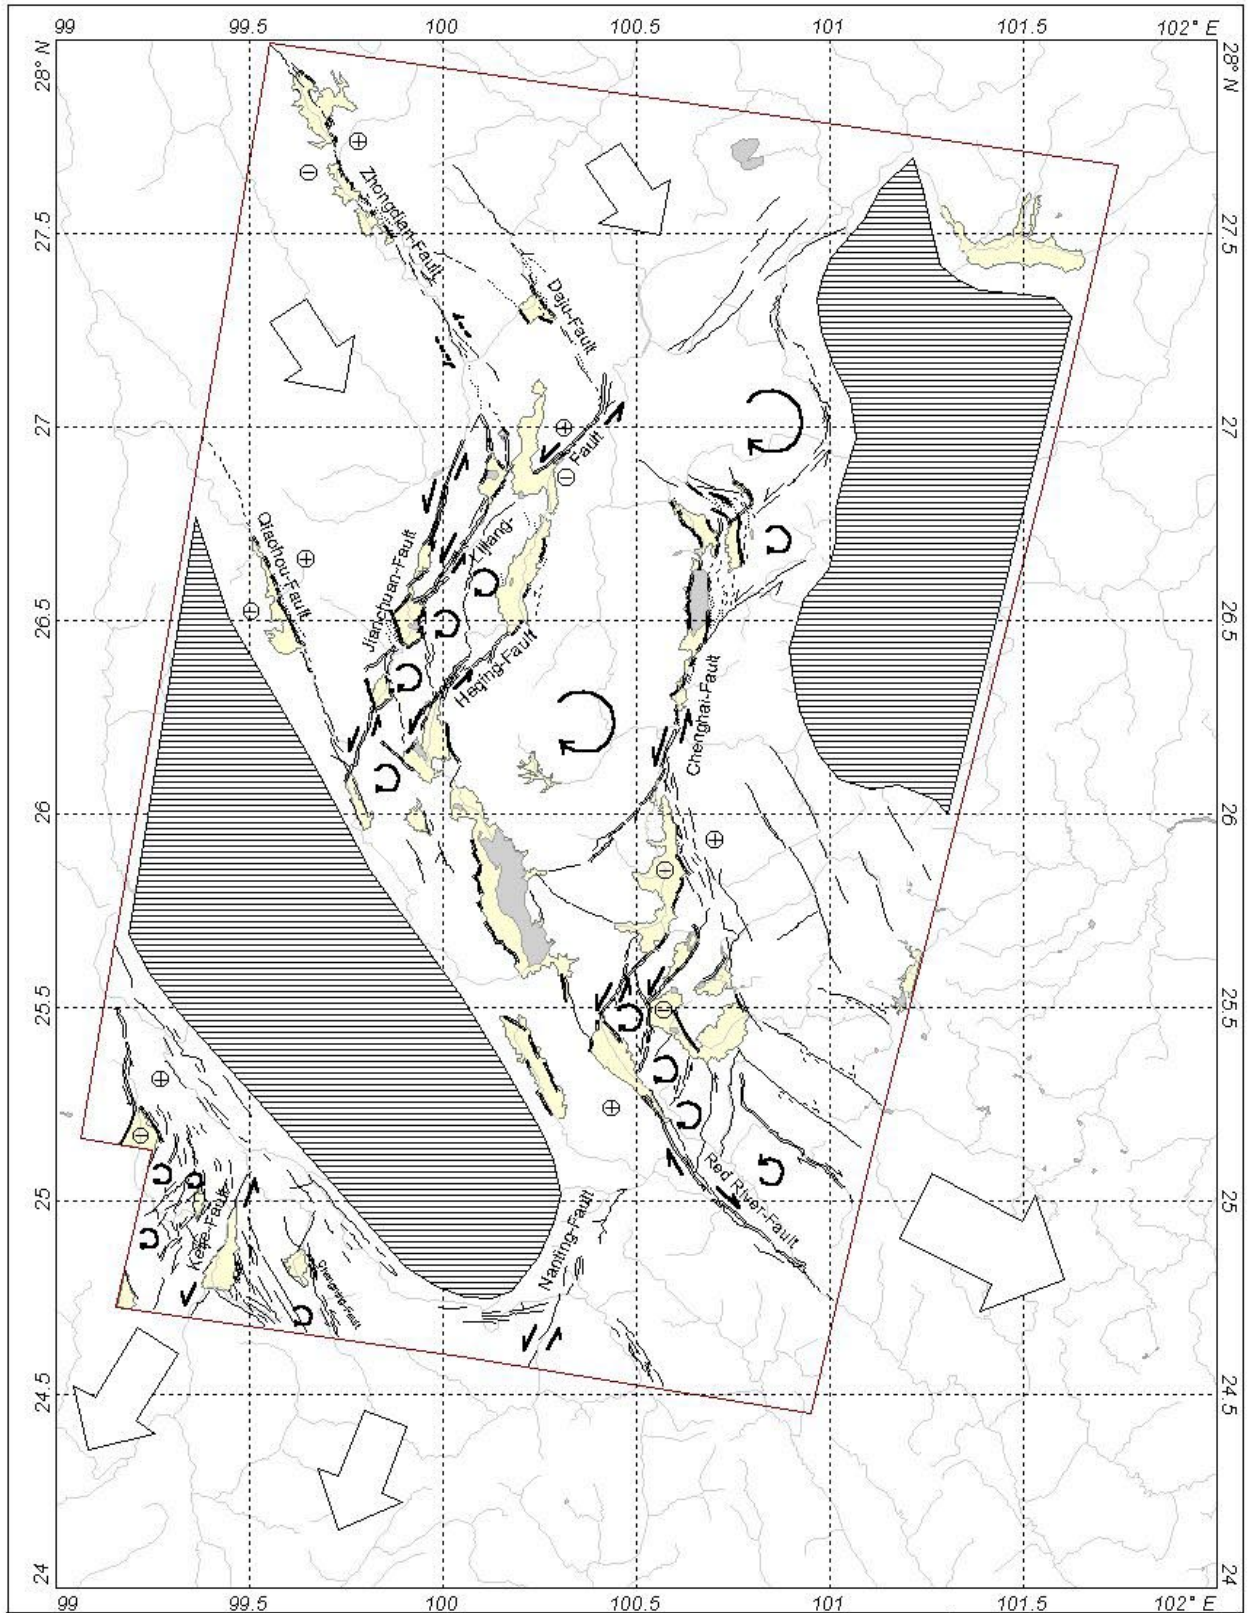 99 99.5 100 100.5 101 101.5 102° E
28° N
28° N
Zhongdian-Fault
27.5
27.5
Daju-Fault
27
27
Fault
Lijiang-
Qiaohou-Fault
Jianchuan-Fault
26.5
26.5
Heqing-Fault
Chenghai-Fault
26
26
25.5
25.5
Red River-Fault
25
25
Keje-Fault
Nanting-Fault
24.5
24.5
24
24
99 99.5 100 100.5 101 101.5 102° E